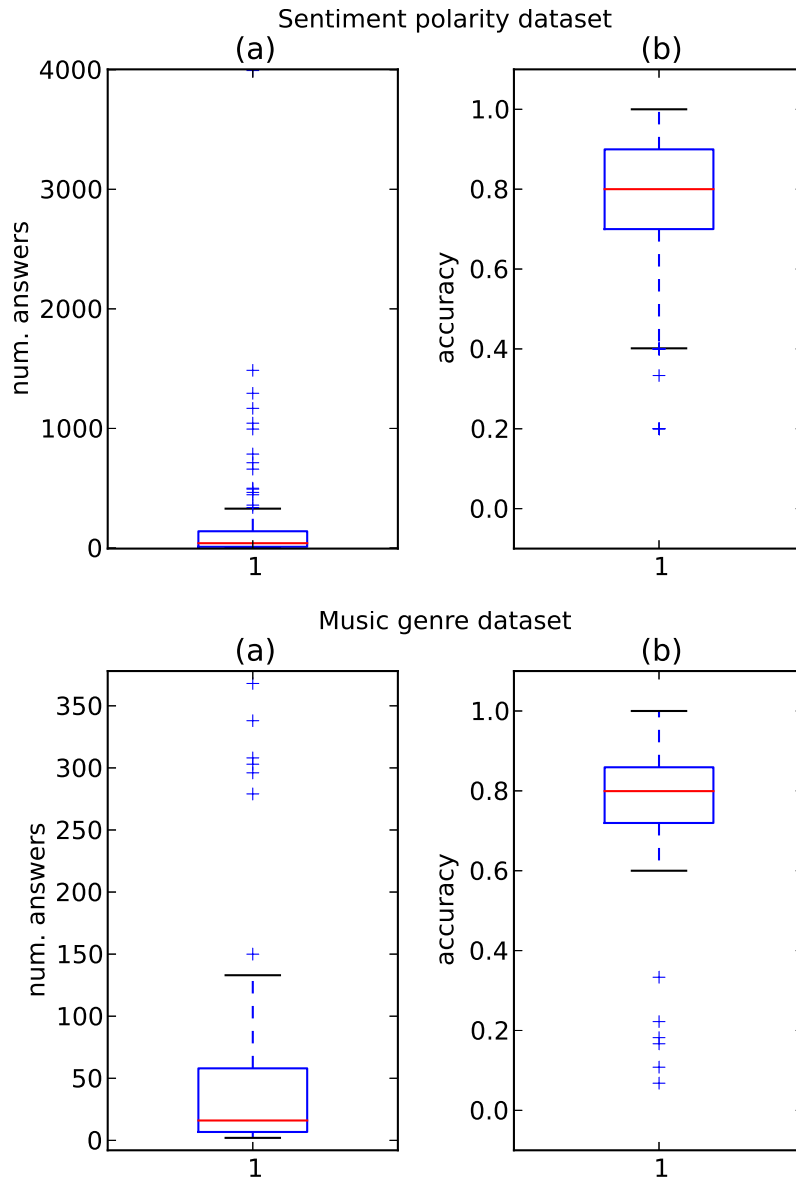 Sentiment polarity dataset
(a)
(b)
4000
3000
2000
1000
0
num. answers
1
1.0
0.8
0.6
0.4
0.2
0.0
accuracy
1
Music genre dataset
(a)
(b)
350
300
250
200
150
100
50
0
num. answers
1
1.0
0.8
0.6
0.4
0.2
0.0
accuracy
1